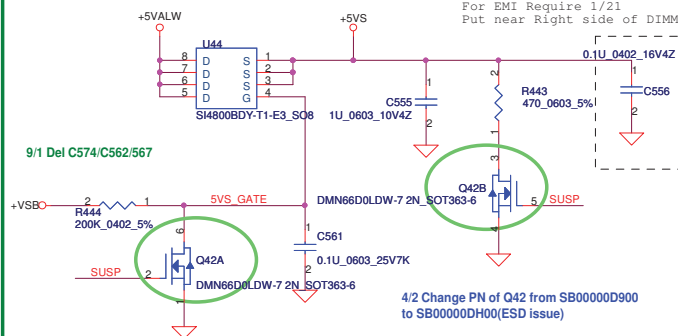 For EMI Require 1/21
Put near Right side of DIMM
+5VALW
+5VS
U44
8 D S 1
7 D S 2
6 D S 3
5 D G 4
SI4800BDY-T1-E3_SO8
1
C555
1U_0603_10V4Z
2
2
R443
470_0603_5%
1
0.1U_0402_16V4Z
1
C556
2
9/1 Del C574/C562/567
3
Q42B
DMN66D0LDW-7 2N_SOT363-6
5 SUSP
4
+VSB
2 1
R444
200K_0402_5%
5VS_GATE
6
Q42A
SUSP 2
DMN66D0LDW-7 2N_SOT363-6
1
1
C561
0.1U_0603_25V7K
2
4/2 Change PN of Q42 from SB00000D900
to SB00000DH00(ESD issue)